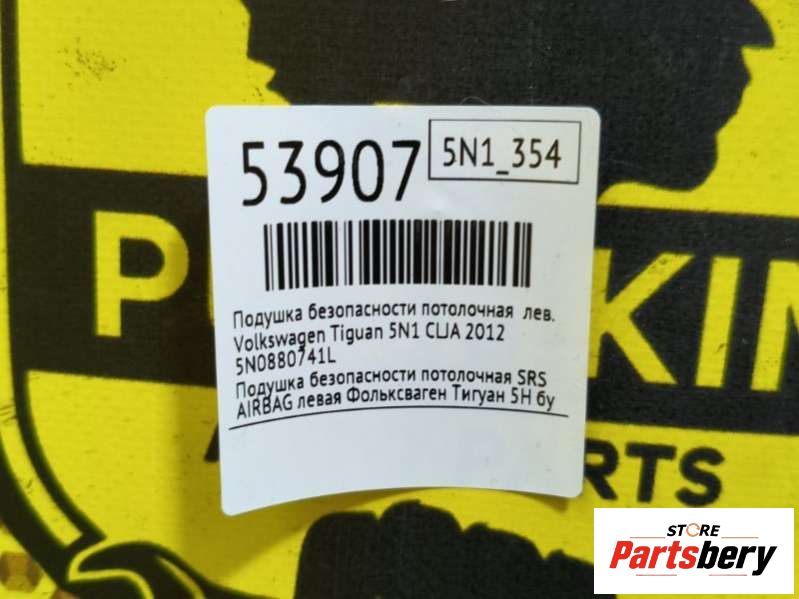 53907
5N1_354
Подушка безопасности потолочная лев.
Volkswagen Tiguan 5N1 CLJA 2012
5N0880741L
Подушка безопасности потолочная SRS
AIRBAG левая Фольксваген Тигуан 5Н бу
P KIN
RTS
STORE
Partsbery